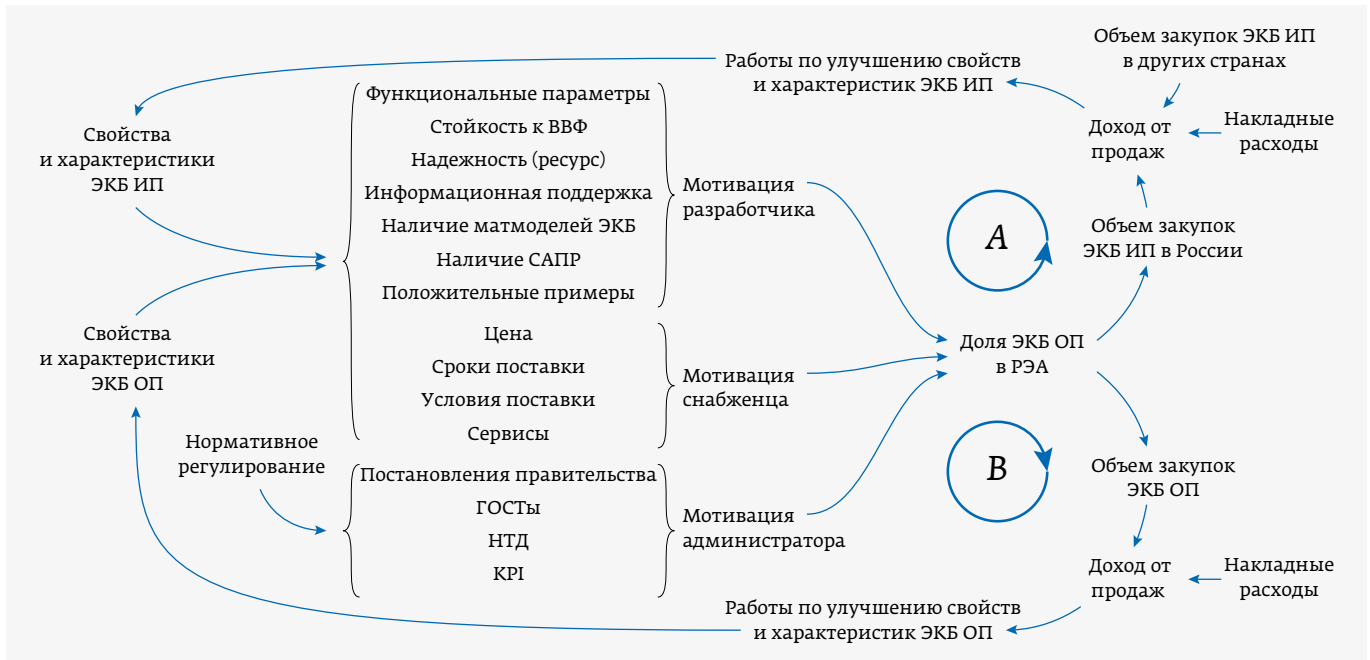 Объем закупок ЭКБ ИП
в других странах
Работы по улучшению свойств
и характеристик ЭКБ ИП
Доход от
продаж
Накладные
расходы
Свойства
и характеристики
ЭКБ ИП
Функциональные параметры
Стойкость к ВВФ
Надежность (ресурс)
Информационная поддержка
Наличие матмоделей ЭКБ
Наличие САПР
Положительные примеры
Мотивация
разработчика
A
Объем закупок
ЭКБ ИП в России
Свойства
и характеристики
ЭКБ ОП
Цена
Сроки поставки
Условия поставки
Сервисы
Мотивация
снабженца
Доля ЭКБ ОП
в РЭА
Нормативное
регулирование
Постановления правительства
ГОСТы
НТД
KPI
Мотивация
администратора
B
Объем закупок
ЭКБ ОП
Доход от
продаж
Накладные
расходы
Работы по улучшению свойств
и характеристик ЭКБ ОП